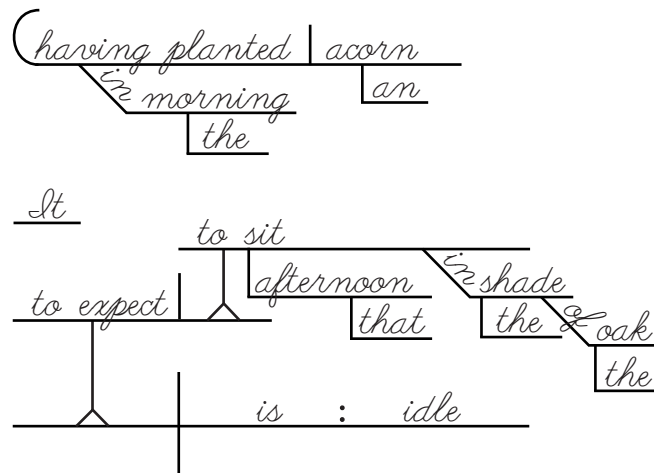 having planted acorn
in morning an
the
It
to sit
to expect afternoon in shade
that the of oak
the
is : idle